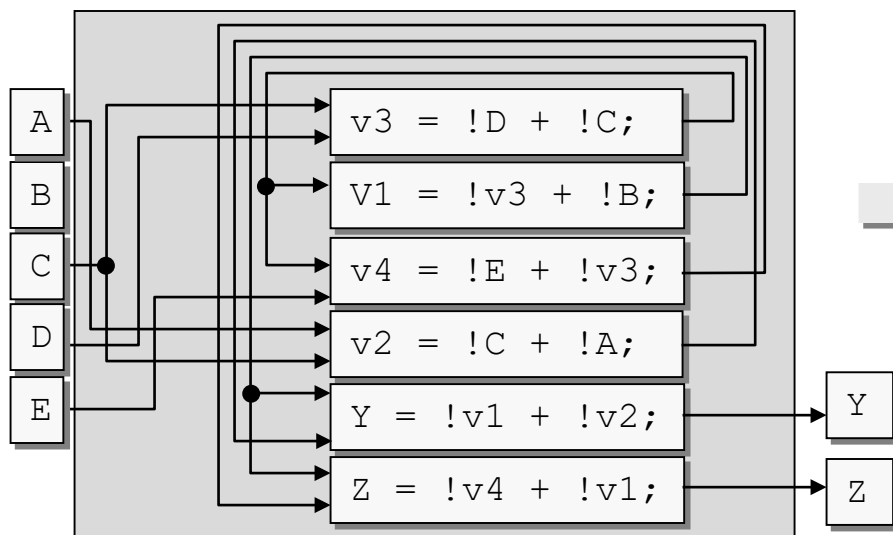 A
B
C
D
E
v3 = !D + !C;
V1 = !v3 + !B;
v4 = !E + !v3;
v2 = !C + !A;
Y = !v1 + !v2;
Z = !v4 + !v1;
Y
Z